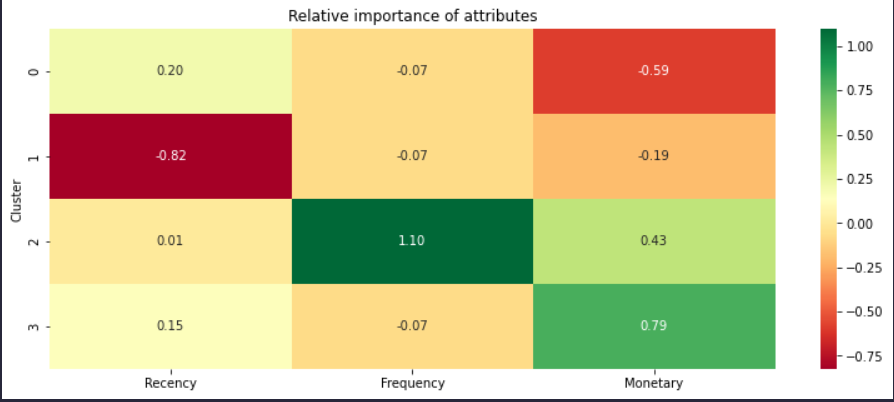 Relative importance of attributes
Cluster
0 0.20 -0.07 -0.59
1 -0.82 -0.07 -0.19
2 0.01 1.10 0.43
3 0.15 -0.07 0.79
Recency Frequency Monetary
1.00
0.75
0.50
0.25
0.00
−0.25
−0.50
−0.75